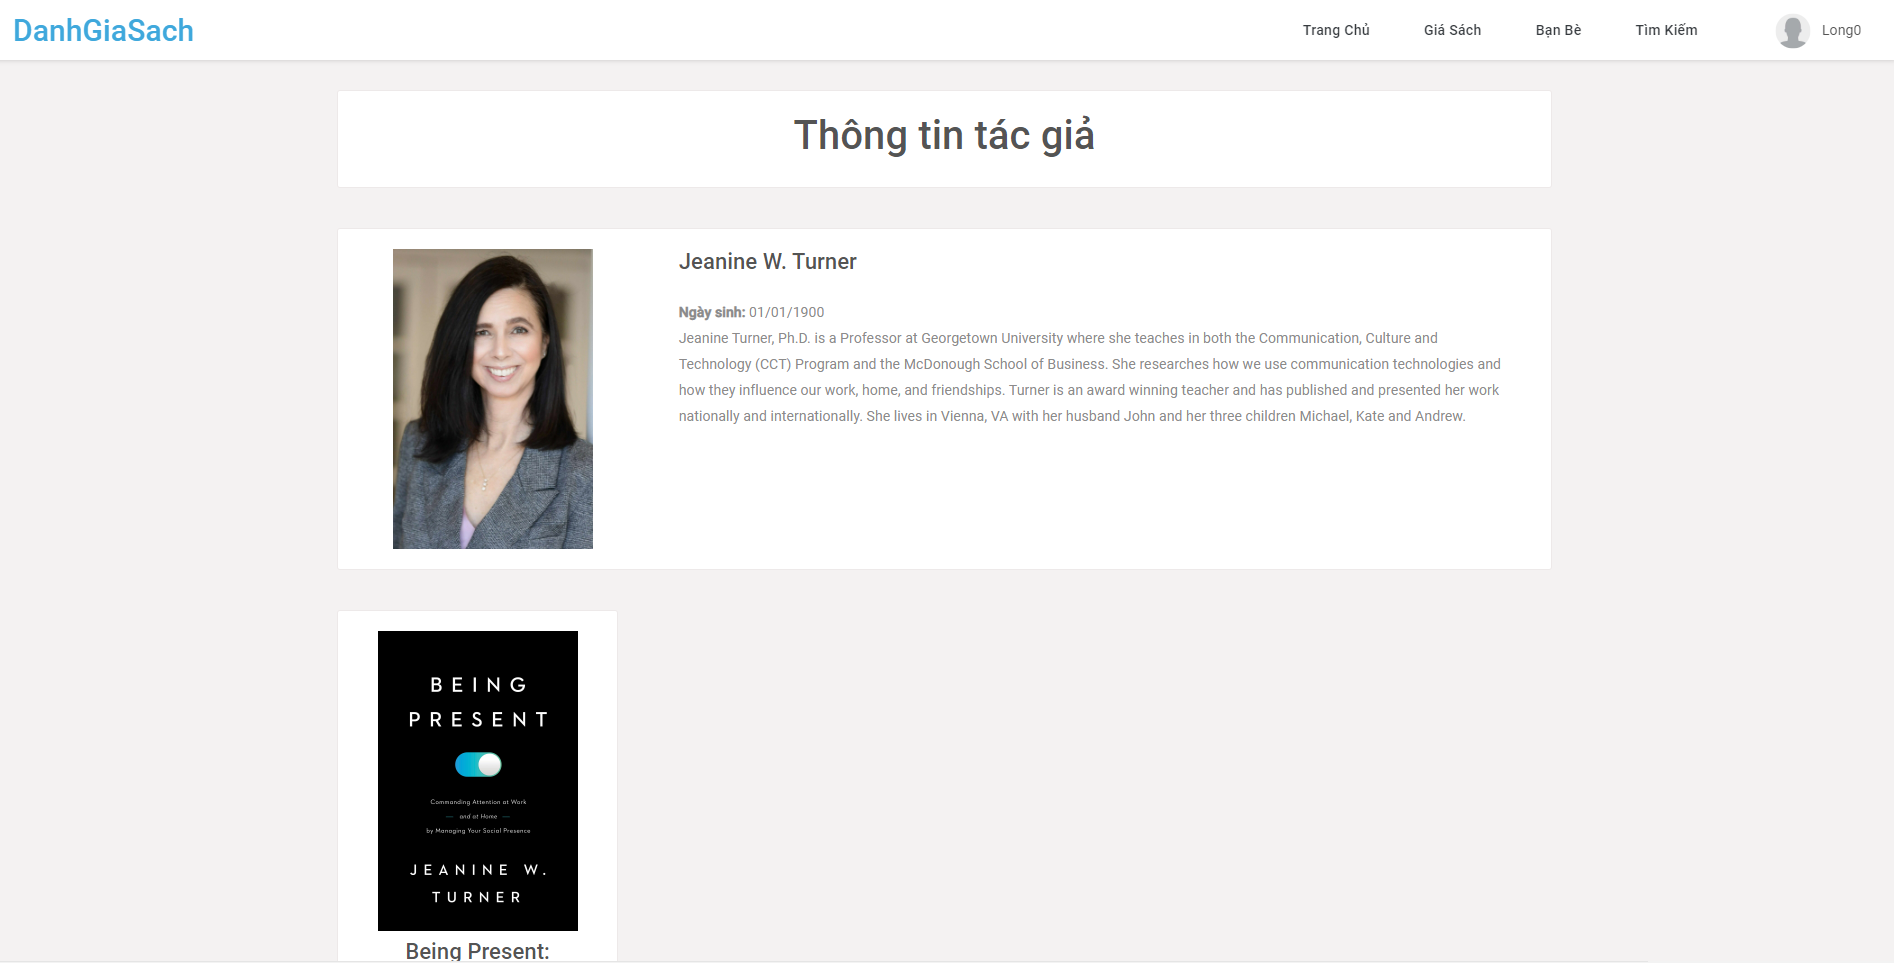 DanhGiaSach
Trang Chủ
Giá Sách
Bạn Bè
Tìm Kiếm
Long0
Thông tin tác giả
Jeanine W. Turner
Ngày sinh: 01/01/1900
Jeanine Turner, Ph.D. is a Professor at Georgetown University where she teaches in both the Communication, Culture and
Technology (CCT) Program and the McDonough School of Business. She researches how we use communication technologies and
how they influence our work, home, and friendships. Turner is an award winning teacher and has published and presented her work
nationally and internationally. She lives in Vienna, VA with her husband John and her three children Michael, Kate and Andrew.
BEING
PRESENT
Commanding Attention at Work
— and at Home —
by Managing Your Social Presence
JEANINE W.
TURNER
Being Present: